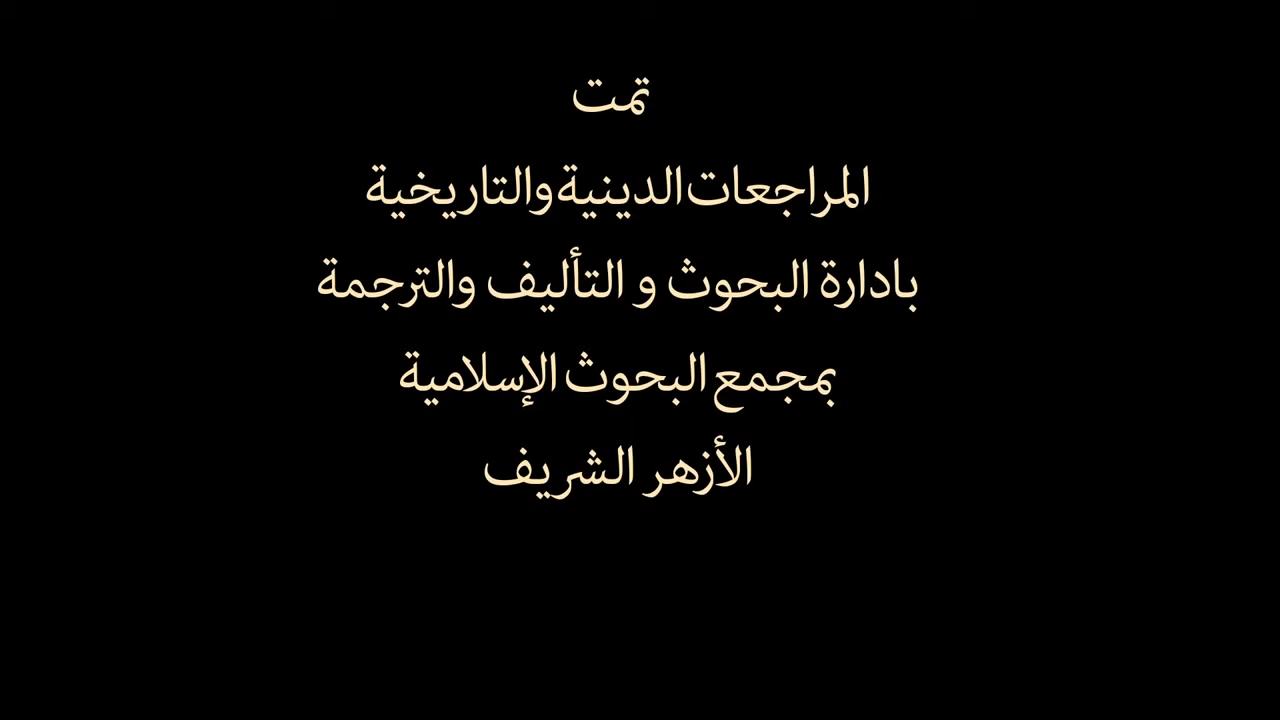 تمت
المراجعات الدينية والتاريخية
بادارة البحوث و التأليف والترجمة
بمجمع البحوث الإسلامية
الأزهر الشريف